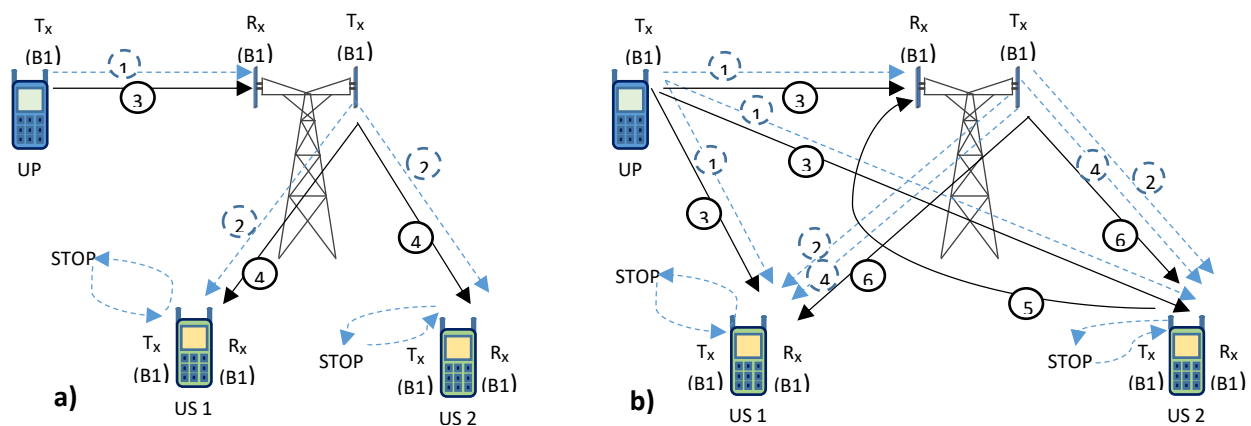 Tx
(B1)
Rx
(B1)
Tx
(B1)
1
3
UP
2
2
4
4
STOP
STOP
Tx
(B1)
Rx
(B1)
US 1
Tx
(B1)
Rx
(B1)
US 2
a)
Tx
(B1)
Rx
(B1)
Tx
(B1)
1
3
1
3
1
3
UP
2
4
6
2
4
6
5
STOP
STOP
Tx
(B1)
Rx
(B1)
US 1
Tx
(B1)
Rx
(B1)
US 2
b)